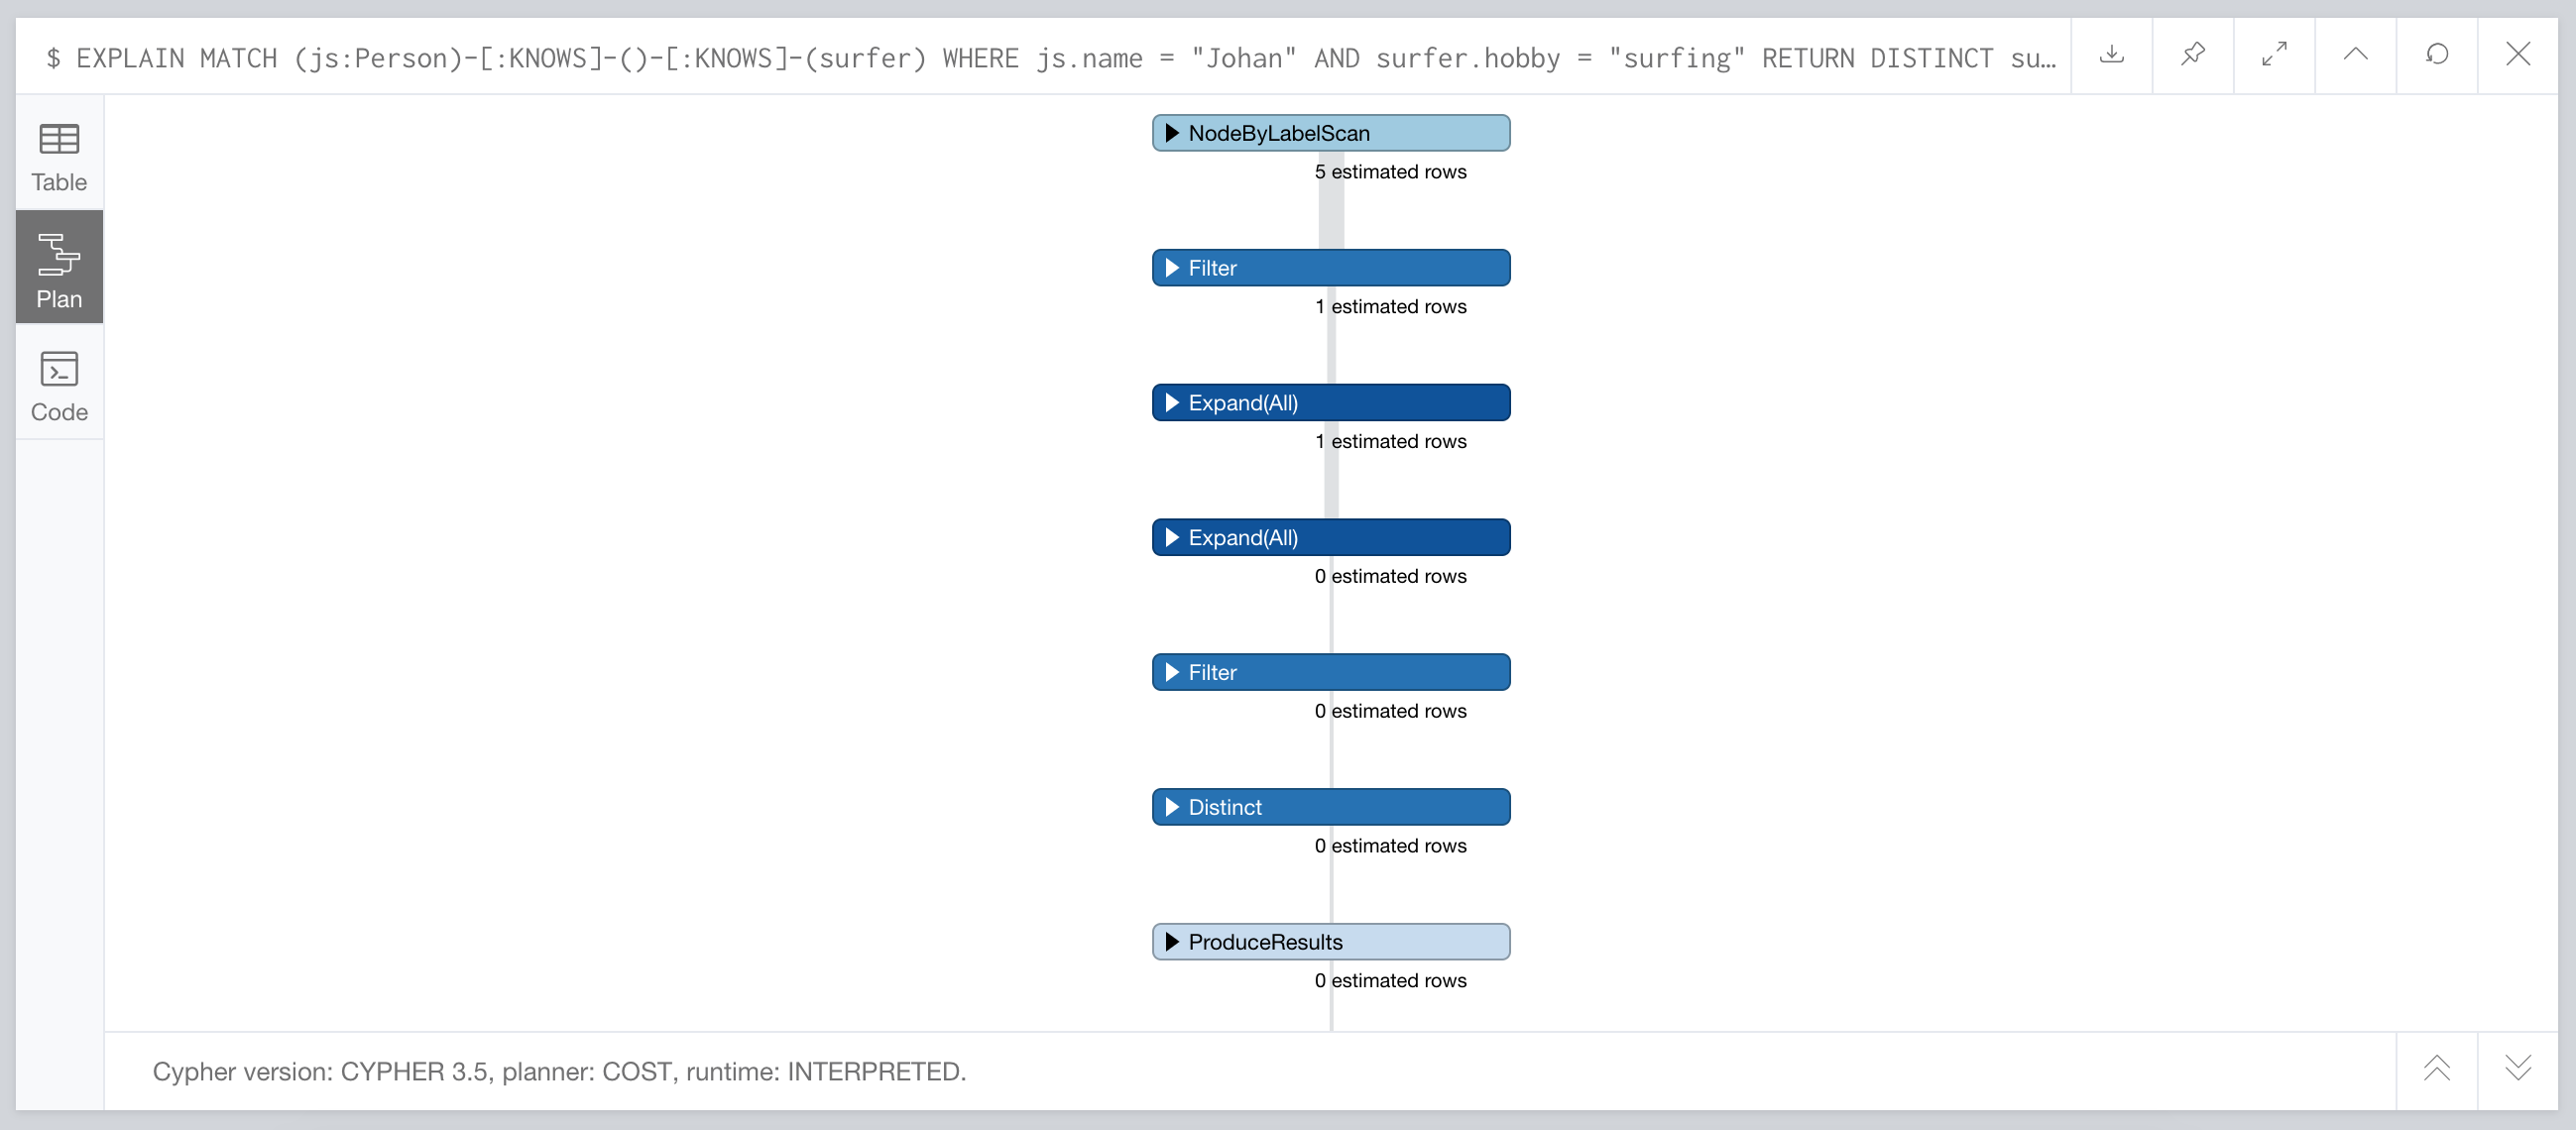 $ EXPLAIN MATCH (js:Person)-[:KNOWS]-()-[:KNOWS]-(surfer) WHERE js.name = "Johan" AND surfer.hobby = "surfing" RETURN DISTINCT su…
Table
Plan
Code
NodeByLabelScan
5 estimated rows
Filter
1 estimated rows
Expand(All)
1 estimated rows
Expand(All)
0 estimated rows
Filter
0 estimated rows
Distinct
0 estimated rows
ProduceResults
0 estimated rows
Cypher version: CYPHER 3.5, planner: COST, runtime: INTERPRETED.